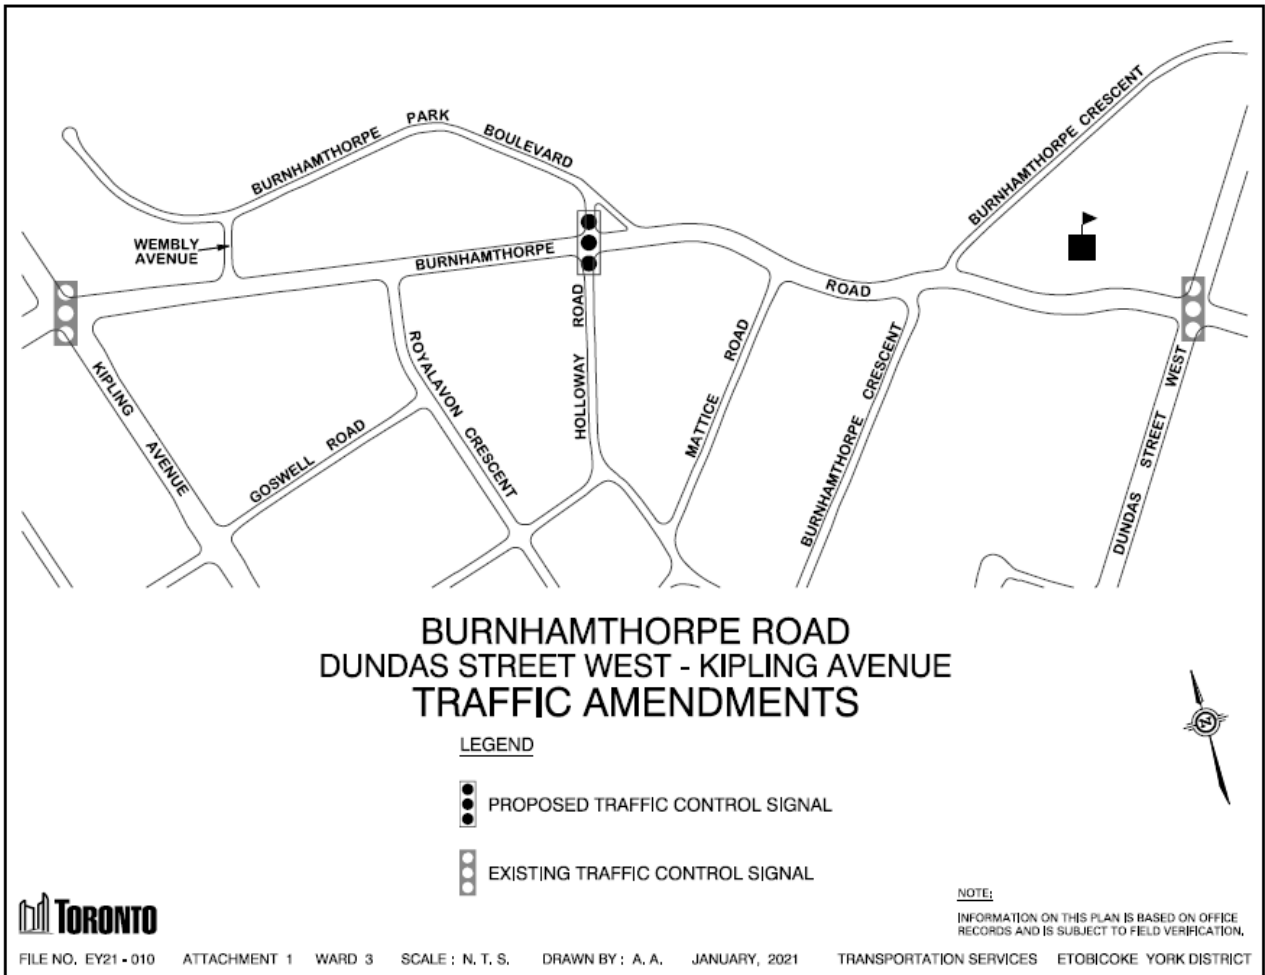 BURNHAMTHORPE PARK BOULEVARD
BURNHAMTHORPE CRESCENT
WEMBLY
AVENUE
BURNHAMTHORPE ROAD
KIPLING AVENUE
GOSWELL ROAD
ROYALAVON CRESCENT
HOLLOWAY ROAD
MATTICE ROAD
BURNHAMTHORPE CRESCENT
DUNDAS STREET WEST
BURNHAMTHORPE ROAD
DUNDAS STREET WEST - KIPLING AVENUE
TRAFFIC AMENDMENTS
LEGEND
PROPOSED TRAFFIC CONTROL SIGNAL
EXISTING TRAFFIC CONTROL SIGNAL
N
NOTE:
INFORMATION ON THIS PLAN IS BASED ON OFFICE
RECORDS AND IS SUBJECT TO FIELD VERIFICATION.
TORONTO
FILE NO. EY21 - 010 ATTACHMENT 1 WARD 3 SCALE : N. T. S. DRAWN BY : A. A. JANUARY, 2021 TRANSPORTATION SERVICES ETOBICOKE YORK DISTRICT